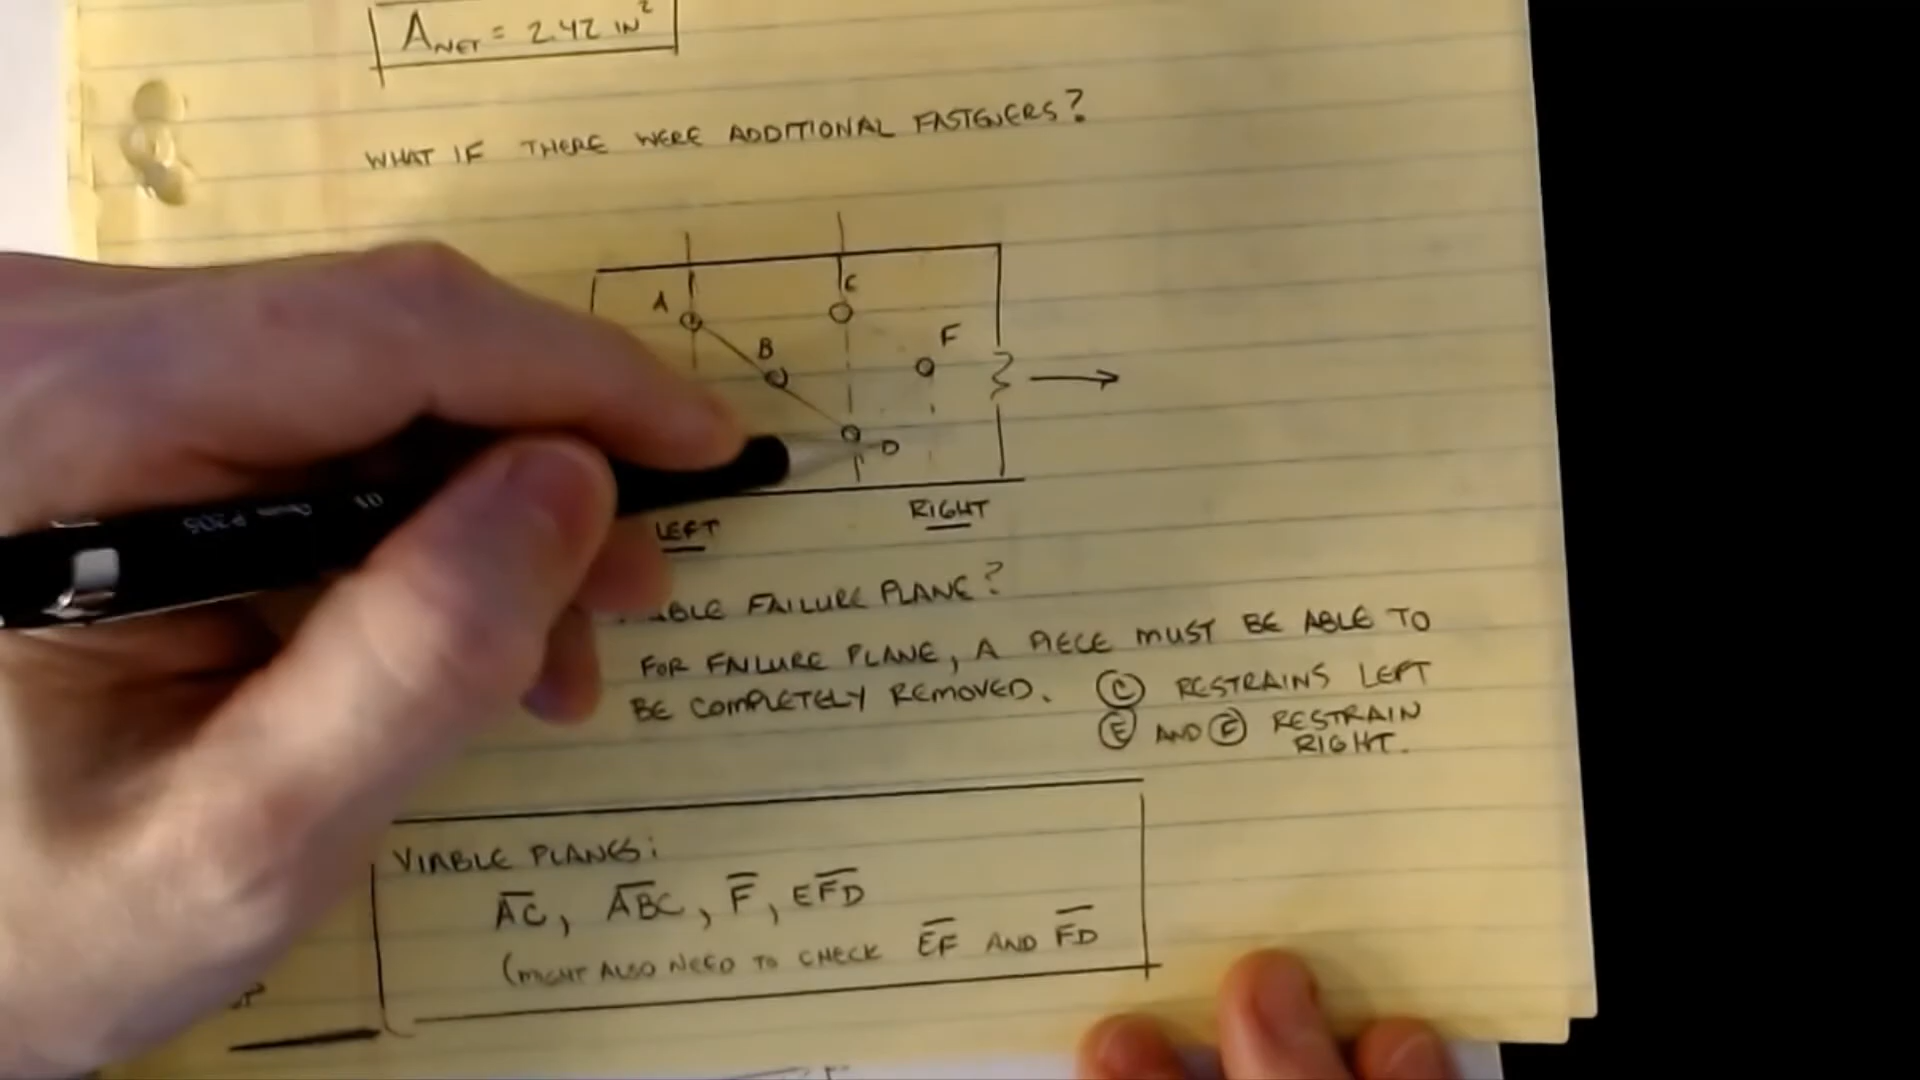 A NET = 2.42 IN²
WHAT IF THERE WERE ADDITIONAL FASTENERS?
A
C
B
F
D
LEFT
RIGHT
FAILURE PLANE?
FOR FAILURE PLANE, A PIECE MUST BE ABLE TO
BE COMPLETELY REMOVED. C RESTRAINS LEFT
E AND F RESTRAIN
RIGHT.
VIABLE PLANES:
AC, ABC, F, EFD
(MIGHT ALSO NEED TO CHECK EF AND FD